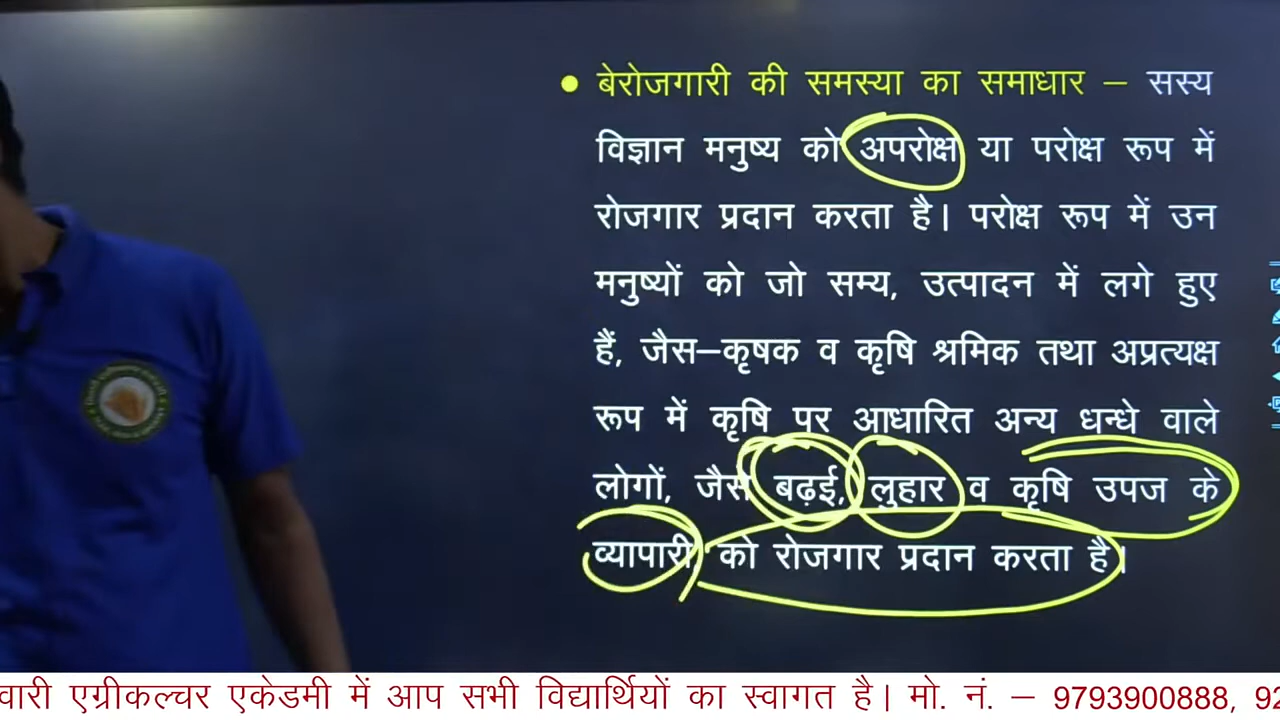 • बेरोजगारी की समस्या का समाधार – सस्य
विज्ञान मनुष्य को अपरोक्ष या परोक्ष रूप में
रोजगार प्रदान करता है। परोक्ष रूप में उन
मनुष्यों को जो सम्य, उत्पादन में लगे हुए
हैं, जैस–कृषक व कृषि श्रमिक तथा अप्रत्यक्ष
रूप में कृषि पर आधारित अन्य धन्धे वाले
लोगों, जैसे बढ़ई, लुहार व कृषि उपज के
व्यापारी को रोजगार प्रदान करता है।
वारी एग्रीकल्चर एकेडमी में आप सभी विद्यार्थियों का स्वागत है। मो. नं. – 9793900888, 92